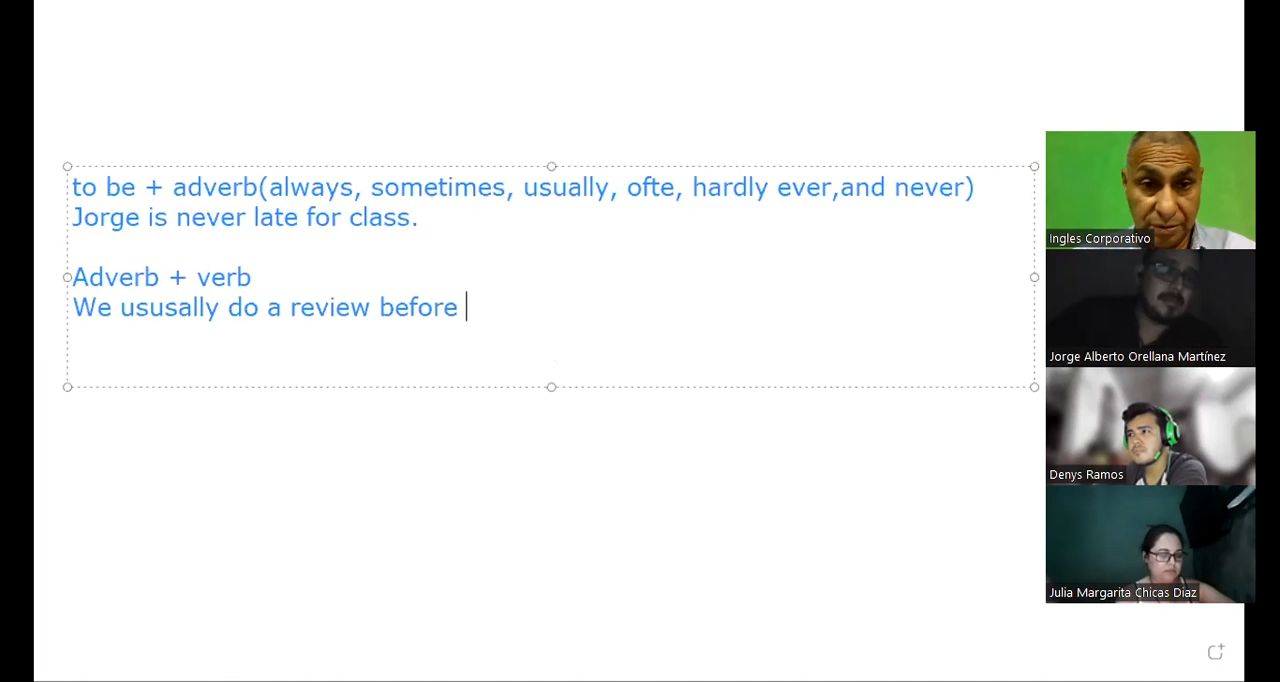 to be + adverb(always, sometimes, usually, ofte, hardly ever,and never)
Jorge is never late for class.
Adverb + verb
We ususally do a review before
Ingles Corporativo
Jorge Alberto Orellana Martínez
Denys Ramos
Julia Margarita Chicas Diaz